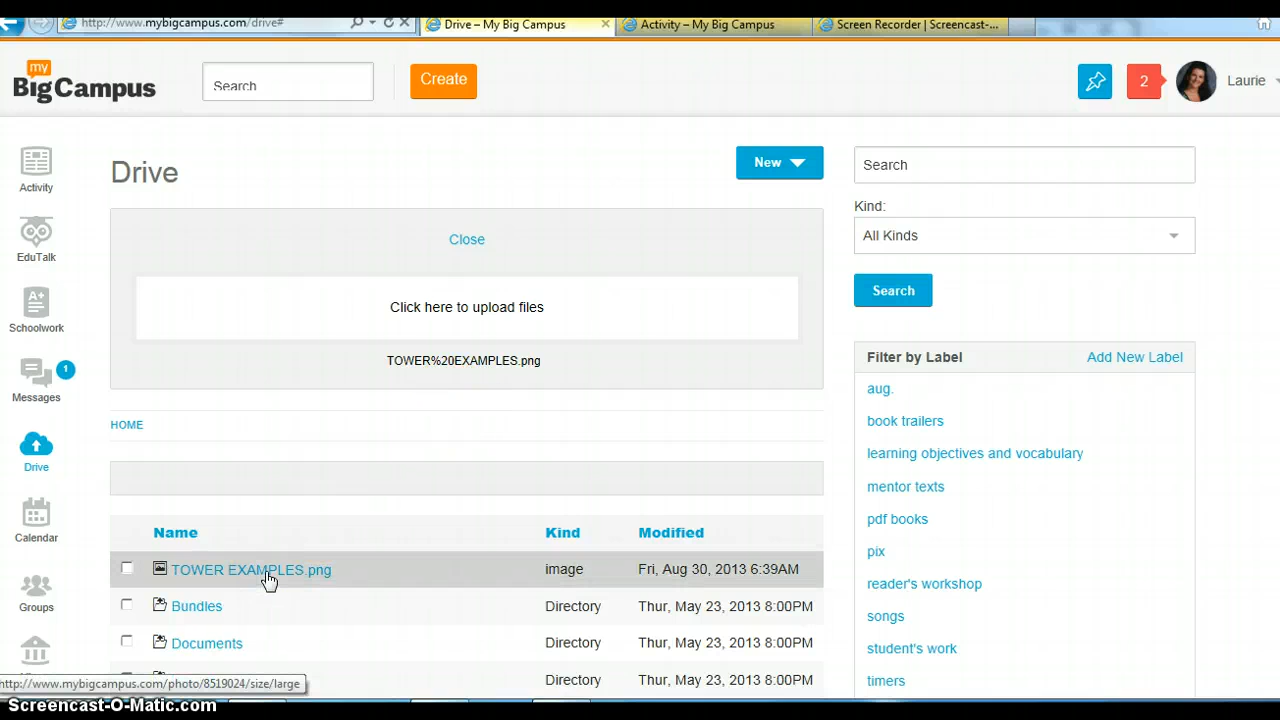 http://www.mybigcampus.com/drive#
Drive – My Big Campus
Activity – My Big Campus
Screen Recorder | Screencast-...
my
BigCampus
Search
Create
2
Laurie
Activity
EduTalk
Schoolwork
Messages
1
Drive
Calendar
Groups
Drive
New
Close
Click here to upload files
TOWER%20EXAMPLES.png
HOME
Name Kind Modified
TOWER EXAMPLES.png image Fri, Aug 30, 2013 6:39AM
Bundles Directory Thur, May 23, 2013 8:00PM
Documents Directory Thur, May 23, 2013 8:00PM
Directory Thur, May 23, 2013 8:00PM
Search
Kind:
All Kinds
Search
Filter by Label Add New Label
aug.
book trailers
learning objectives and vocabulary
mentor texts
pdf books
pix
reader's workshop
songs
student's work
timers
http://www.mybigcampus.com/photo/8519024/size/large
Screencast-O-Matic.com